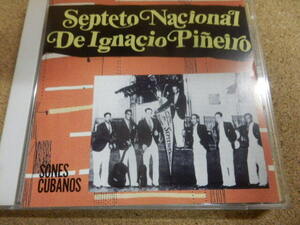 Septeto Nacional
De Ignacio Piñeiro
SONES
CUBANOS